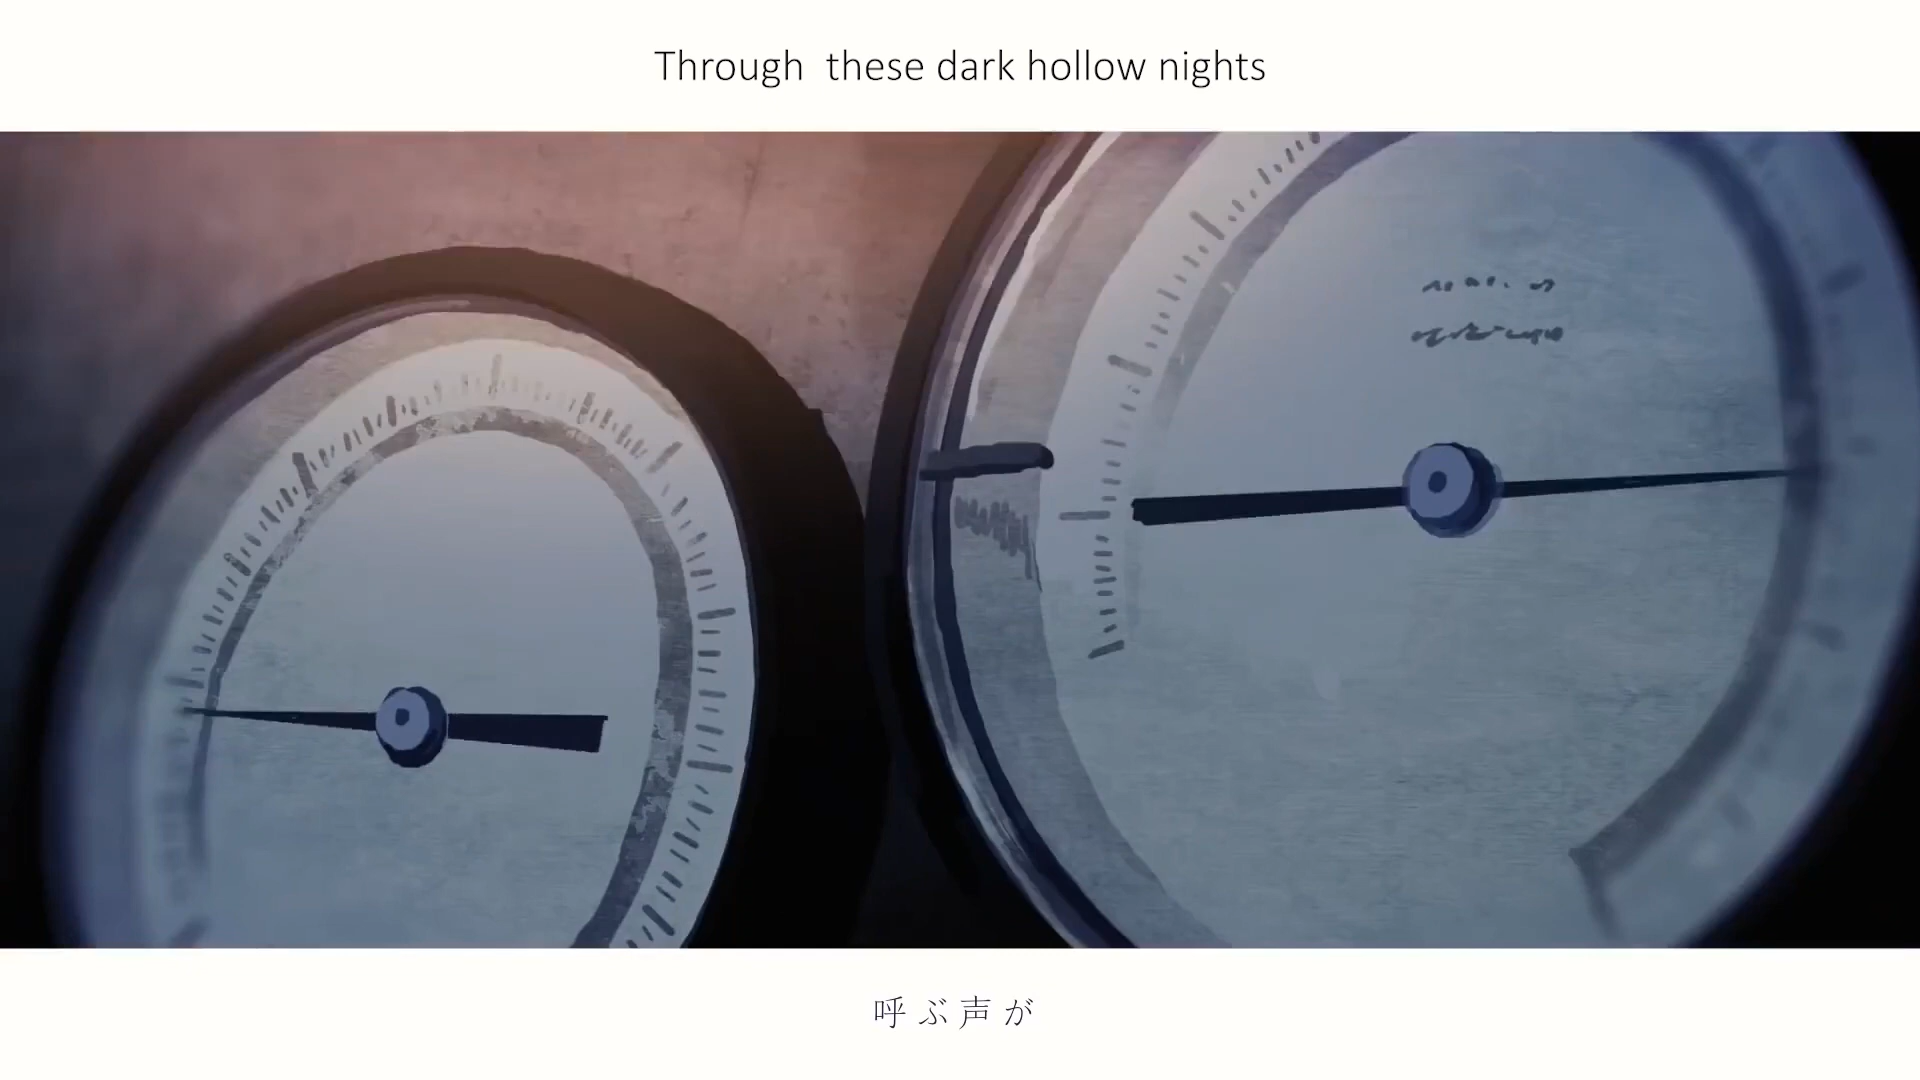 Through  these dark hollow nights
呼ぶ声が